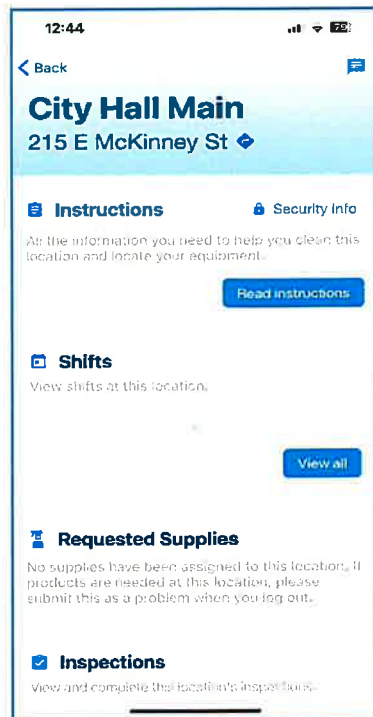 12:44
79
Back
City Hall Main
215 E McKinney St
Instructions
Security Info
All the information you need to help you clean this
location and locate your equipment.
Read instructions
Shifts
View shifts at this location.
View all
Requested Supplies
No supplies have been assigned to this location. If
products are needed at this location, please
submit this as a problem when you log out.
Inspections
View and complete this location's inspections.